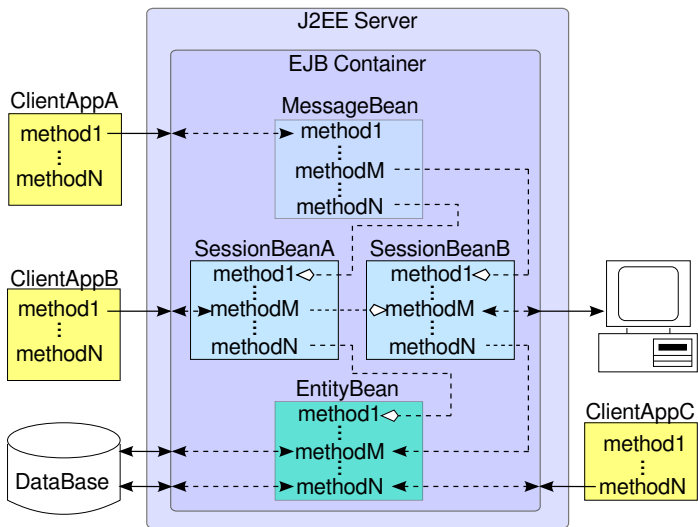 J2EE Server
EJB Container
ClientAppA
method1
methodN
MessageBean
method1
methodM
methodN
ClientAppB
method1
methodN
SessionBeanA
method1
methodM
methodN
SessionBeanB
method1
methodM
methodN
EntityBean
method1
methodM
methodN
DataBase
ClientAppC
method1
methodN